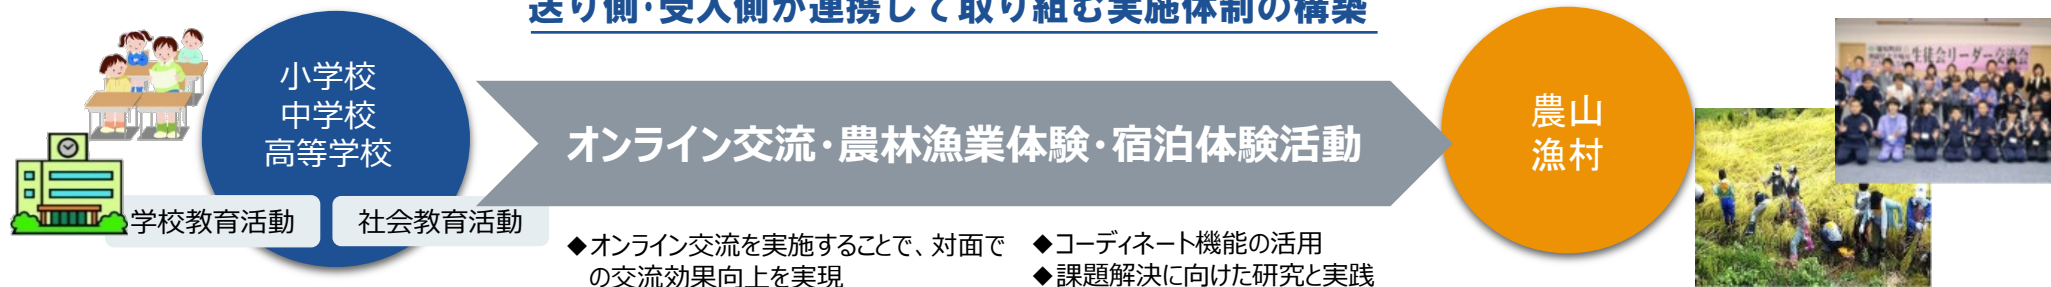 送り側･受入側が連携して取り組む実施体制の構築
小学校
中学校
高等学校
学校教育活動
社会教育活動
オンライン交流･農林漁業体験･宿泊体験活動
◆オンライン交流を実施することで、対面で
の交流効果向上を実現
◆コーディネート機能の活用
◆課題解決に向けた研究と実践
農山
漁村
生徒会リーダー交流会